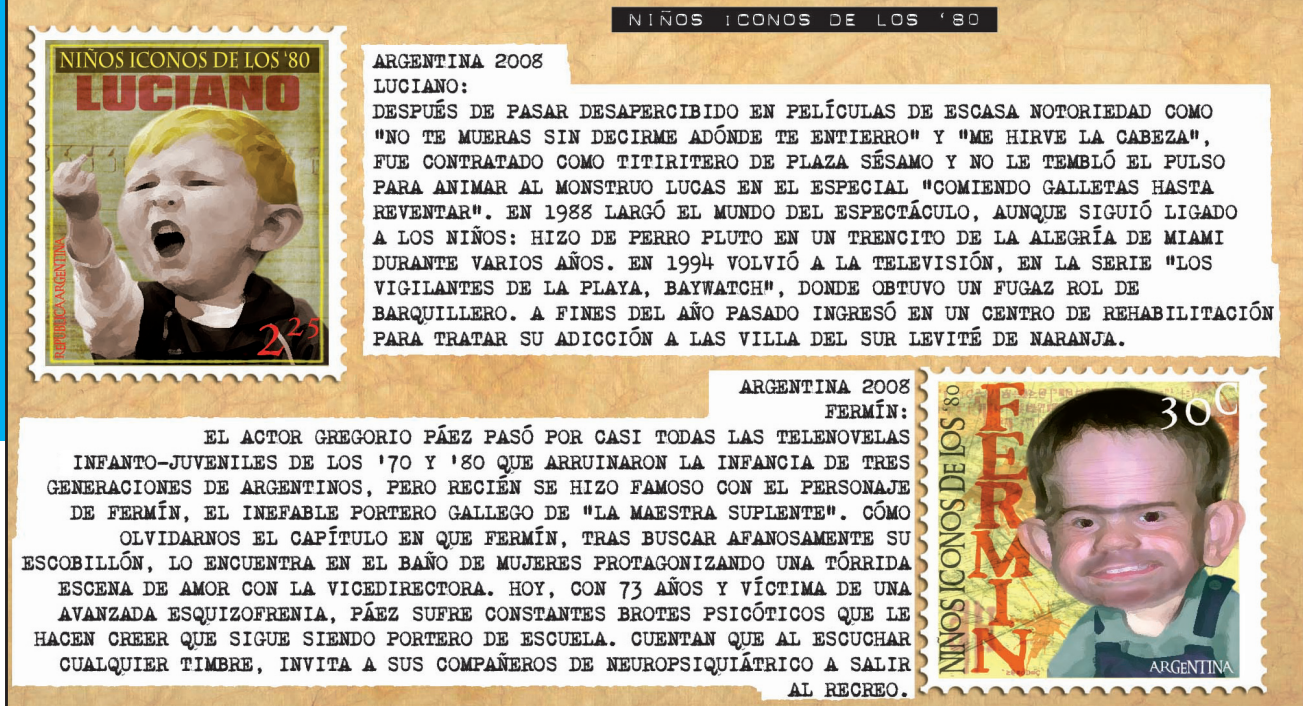 NIÑOS ICONOS DE LOS '80
NIÑOS ICONOS DE LOS '80
LUCIANO
REPUBLICA ARGENTINA
2 25
ARGENTINA 2008
LUCIANO:
DESPUÉS DE PASAR DESAPERCIBIDO EN PELÍCULAS DE ESCASA NOTORIEDAD COMO
"NO TE MUERAS SIN DECIRME ADÓNDE TE ENTIERRO" Y "ME HIRVE LA CABEZA",
FUE CONTRATADO COMO TITIRITERO DE PLAZA SÉSAMO Y NO LE TEMBLÓ EL PULSO
PARA ANIMAR AL MONSTRUO LUCAS EN EL ESPECIAL "COMIENDO GALLETAS HASTA
REVENTAR". EN 1988 LARGÓ EL MUNDO DEL ESPECTÁCULO, AUNQUE SIGUIÓ LIGADO
A LOS NIÑOS: HIZO DE PERRO PLUTO EN UN TRENCITO DE LA ALEGRÍA DE MIAMI
DURANTE VARIOS AÑOS. EN 1994 VOLVIÓ A LA TELEVISIÓN, EN LA SERIE "LOS
VIGILANTES DE LA PLAYA, BAYWATCH", DONDE OBTUVO UN FUGAZ ROL DE
BARQUILLERO. A FINES DEL AÑO PASADO INGRESÓ EN UN CENTRO DE REHABILITACIÓN
PARA TRATAR SU ADICCIÓN A LAS VILLA DEL SUR LEVITÉ DE NARANJA.
ARGENTINA 2008
FERMÍN:
EL ACTOR GREGORIO PÁEZ PASÓ POR CASI TODAS LAS TELENOVELAS
INFANTO-JUVENILES DE LOS '70 Y '80 QUE ARRUINARON LA INFANCIA DE TRES
GENERACIONES DE ARGENTINOS, PERO RECIÉN SE HIZO FAMOSO CON EL PERSONAJE
DE FERMÍN, EL INEFABLE PORTERO GALLEGO DE "LA MAESTRA SUPLENTE". CÓMO
OLVIDARNOS EL CAPÍTULO EN QUE FERMÍN, TRAS BUSCAR AFANOSAMENTE SU
ESCOBILLÓN, LO ENCUENTRA EN EL BAÑO DE MUJERES PROTAGONIZANDO UNA TÓRRIDA
ESCENA DE AMOR CON LA VICEDIRECTORA. HOY, CON 73 AÑOS Y VÍCTIMA DE UNA
AVANZADA ESQUIZOFRENIA, PÁEZ SUFRE CONSTANTES BROTES PSICÓTICOS QUE LE
HACEN CREER QUE SIGUE SIENDO PORTERO DE ESCUELA. CUENTAN QUE AL ESCUCHAR
CUALQUIER TIMBRE, INVITA A SUS COMPAÑEROS DE NEUROPSIQUIÁTRICO A SALIR
AL RECREO.
NIÑOS ICONOS DE LOS '80
FERMIN
30C
ARGENTINA